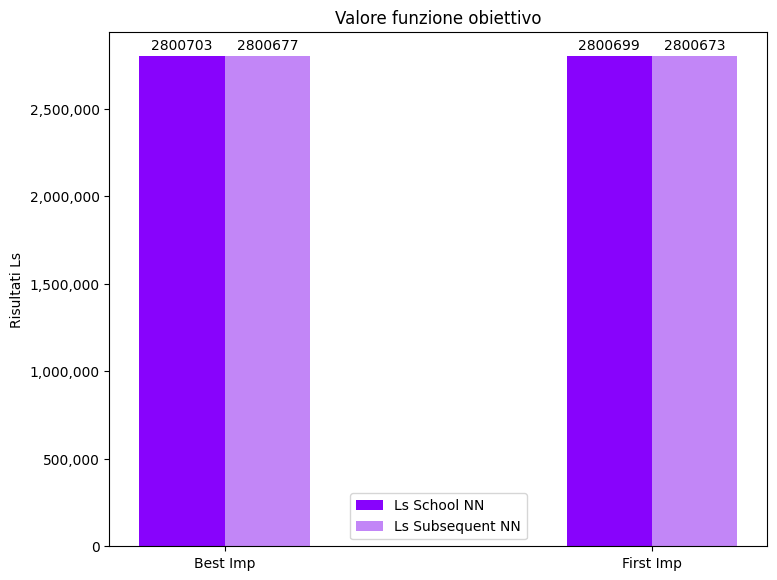 Valore funzione obiettivo
2800703 2800677 2800699 2800673
Risultati Ls
2,500,000
2,000,000
1,500,000
1,000,000
500,000
0
Ls School NN
Ls Subsequent NN
Best Imp First Imp